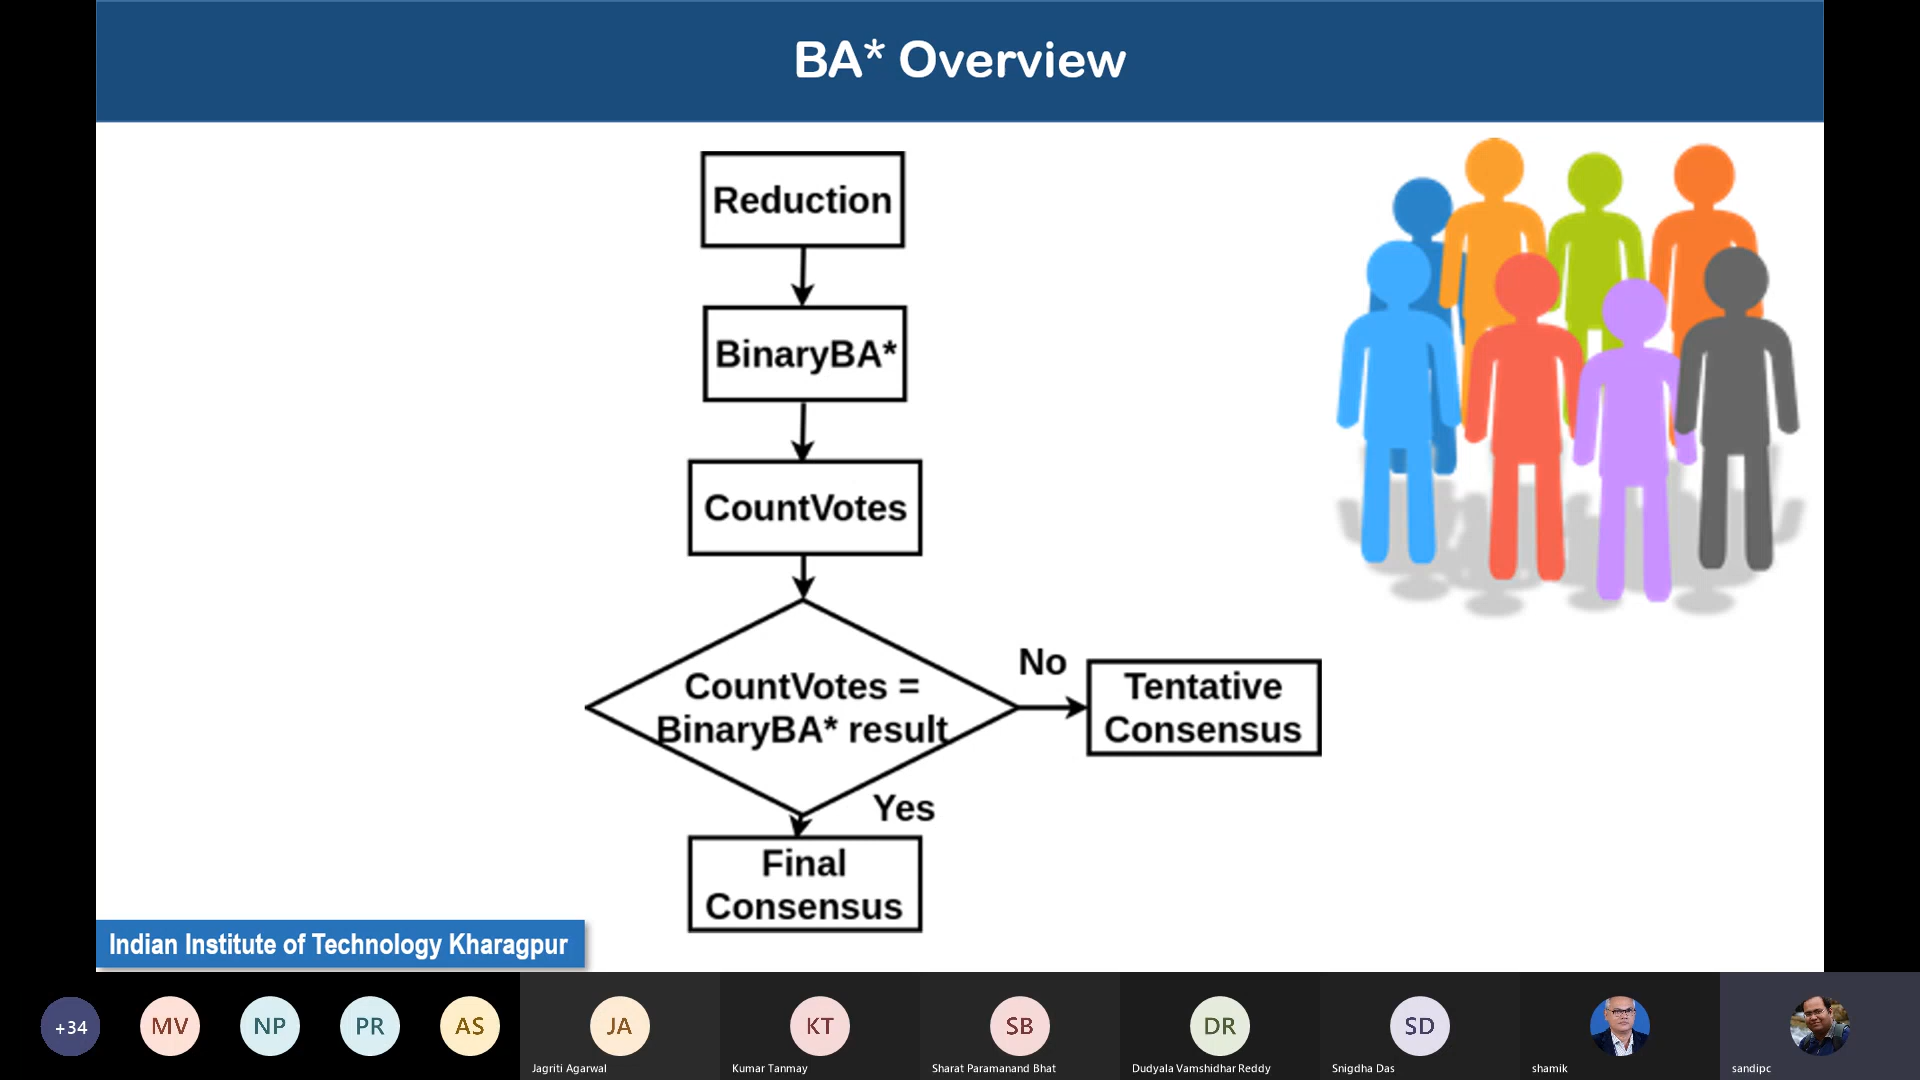 BA* Overview
Reduction
BinaryBA*
CountVotes
CountVotes =
BinaryBA* result
No
Tentative
Consensus
Yes
Final
Consensus
Indian Institute of Technology Kharagpur
+34
MV
NP
PR
AS
JA
KT
SB
DR
SD
Jagriti Agarwal
Kumar Tanmay
Sharat Paramanand Bhat
Dudyala Vamshidhar Reddy
Snigdha Das
shamik
sandipc